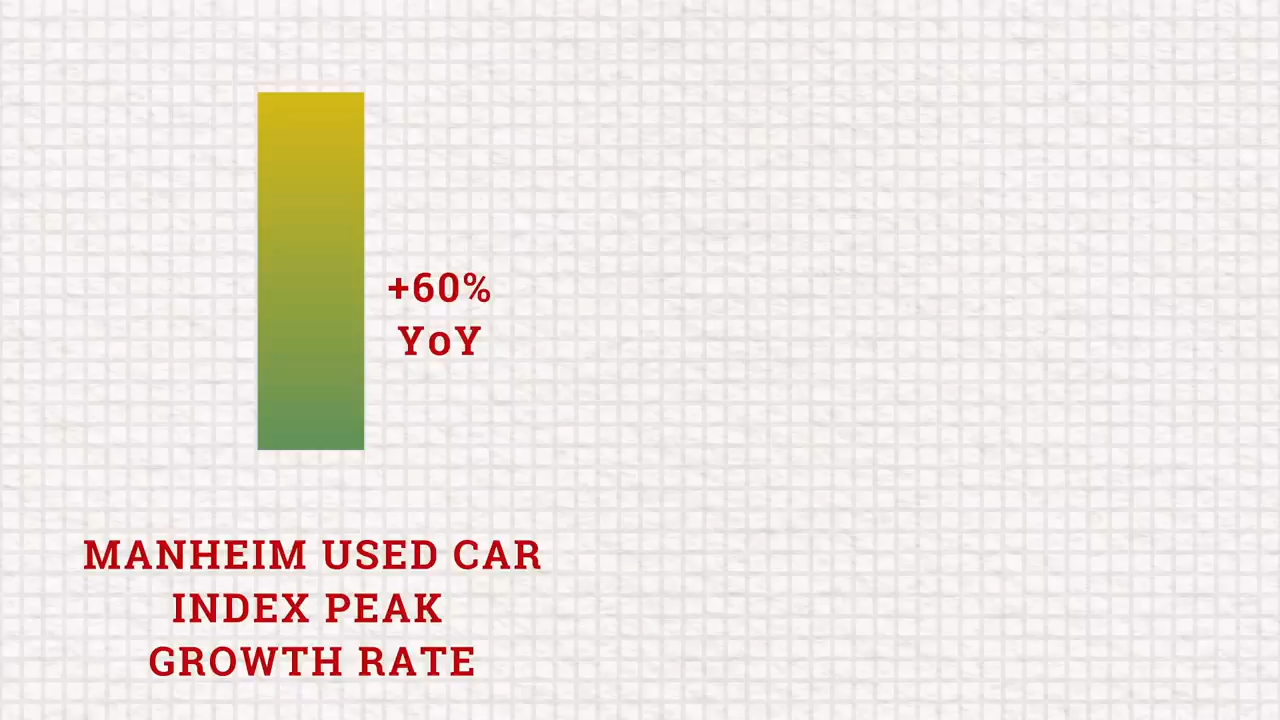 +60%
YoY
MANHEIM USED CAR
INDEX PEAK
GROWTH RATE